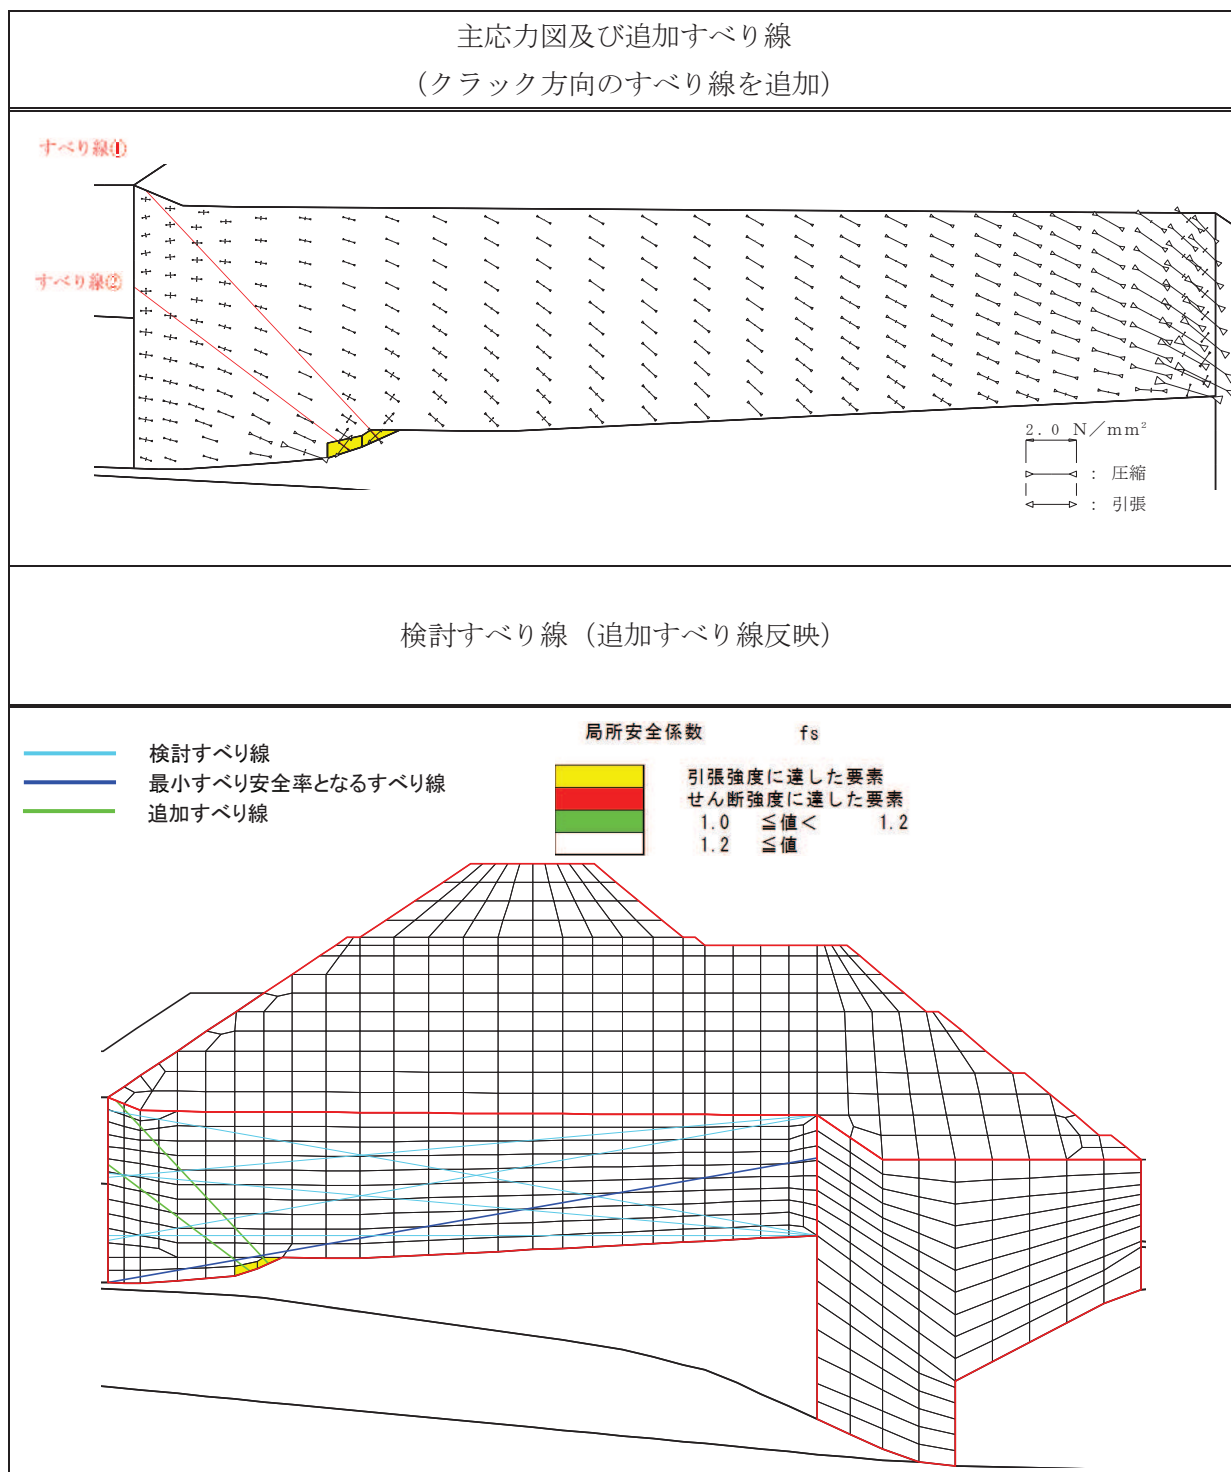 主応力図及び追加すべり線
（クラック方向のすべり線を追加）
すべり線①
すべり線②
2.0 N／mm²
： 圧縮
： 引張
検討すべり線（追加すべり線反映）
検討すべり線
最小すべり安全率となるすべり線
追加すべり線
局所安全係数 fs
引張強度に達した要素
せん断強度に達した要素
1.0 ≦値＜ 1.2
1.2 ≦値